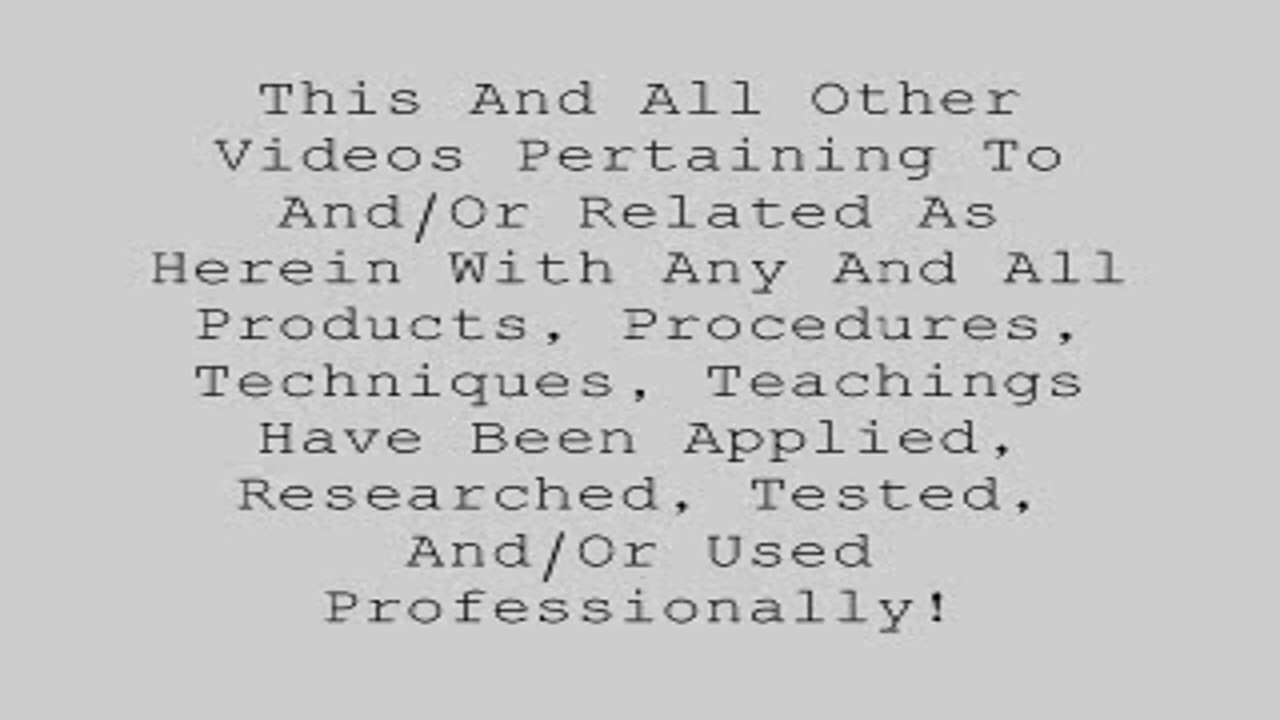 This And All Other
Videos Pertaining To
And/Or Related As
Herein With Any And All
Products, Procedures,
Techniques, Teachings
Have Been Applied,
Researched, Tested,
And/Or Used
Professionally!